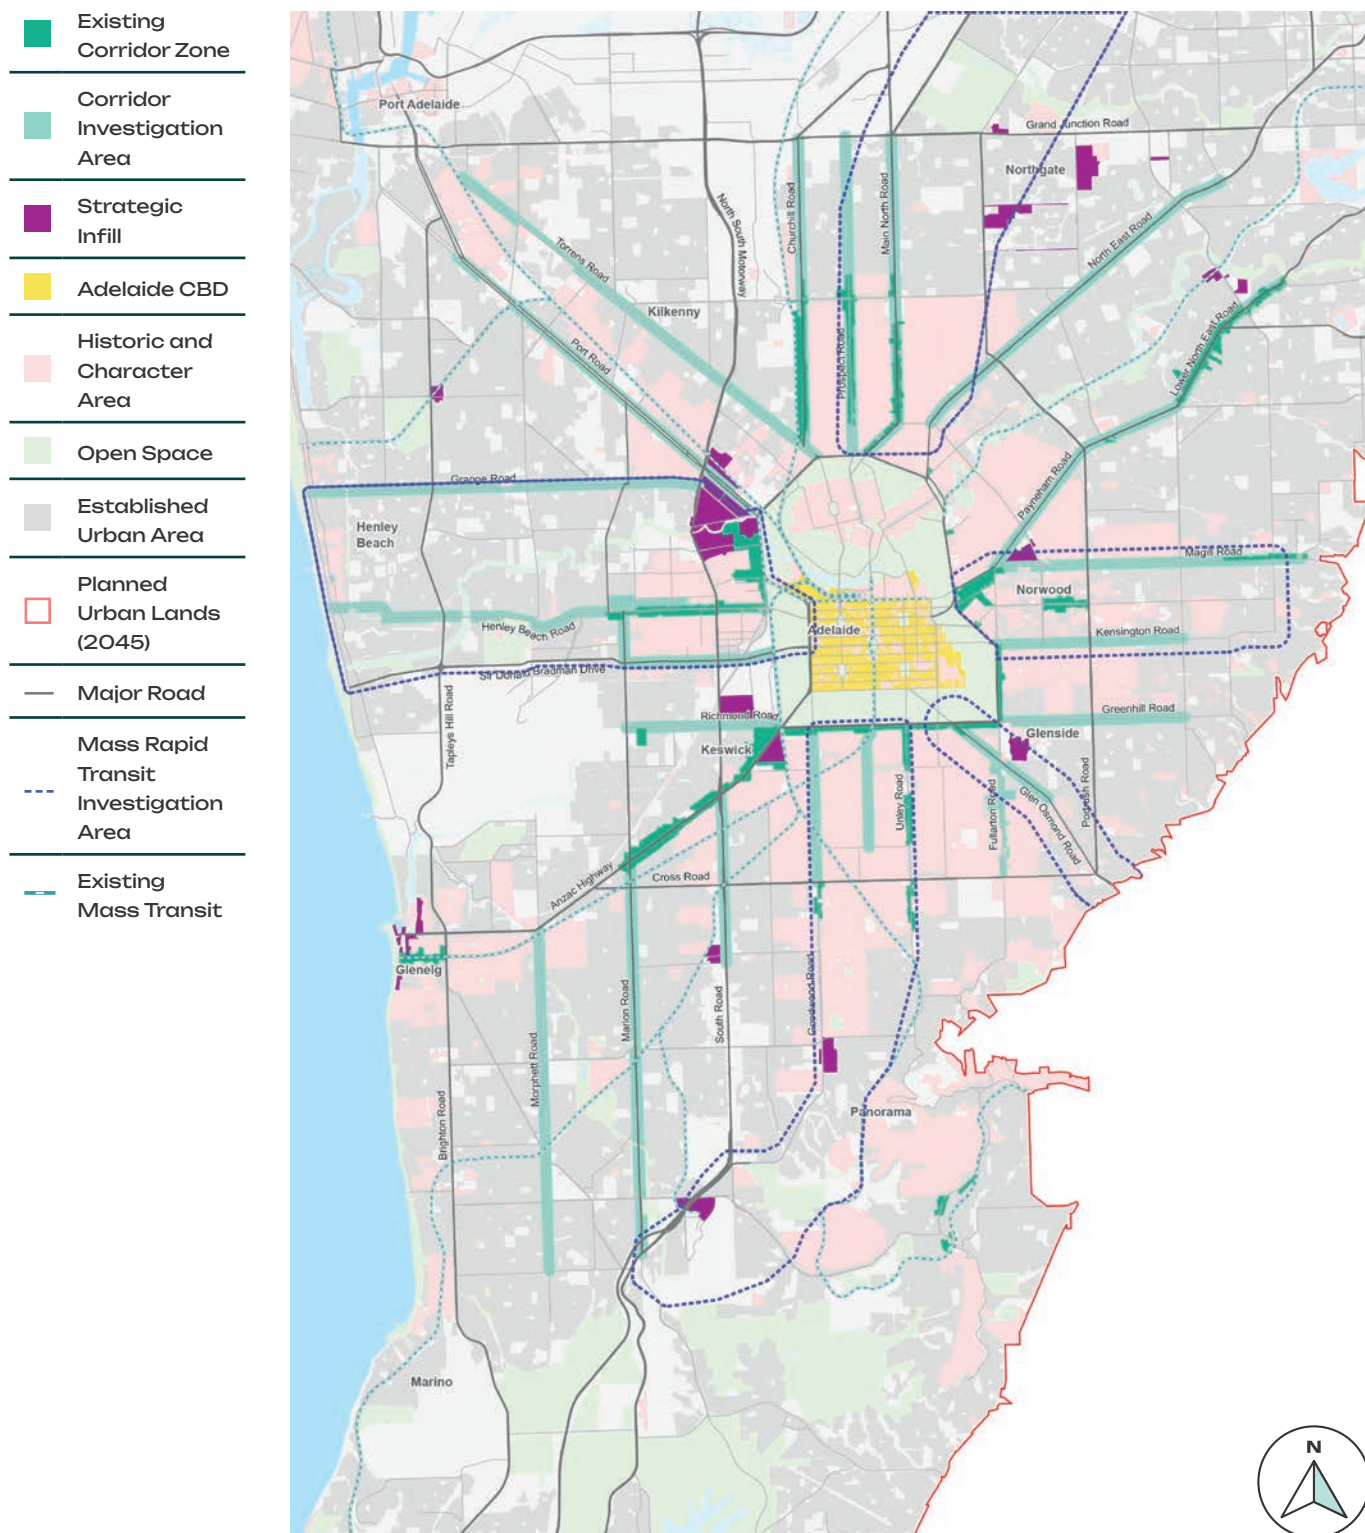 Existing
Corridor Zone
Corridor
Investigation
Area
Strategic
Infill
Adelaide CBD
Historic and
Character
Area
Open Space
Established
Urban Area
Planned
Urban Lands
(2045)
Major Road
Mass Rapid
Transit
Investigation
Area
Existing
Mass Transit
Port Adelaide
Grand Junction Road
Northgate
Churchill Road
Main North Road
North South Motorway
North East Road
Torrens Road
Kilkenny
Prospect Road
Port Road
Lower North East Road
Payneham Road
Grange Road
Henley
Beach
Magill Road
Norwood
Henley Beach Road
Adelaide
Kensington Road
Sir Donald Bradman Drive
Tapleys Hill Road
Richmond Road
Greenhill Road
Keswick
Glenside
Unley Road
Fullarton Road
Glen Osmond Road
Portrush Road
Anzac Highway
Cross Road
Glenelg
Goodwood Road
Marion Road
South Road
Morphett Road
Brighton Road
Panorama
Marino
N